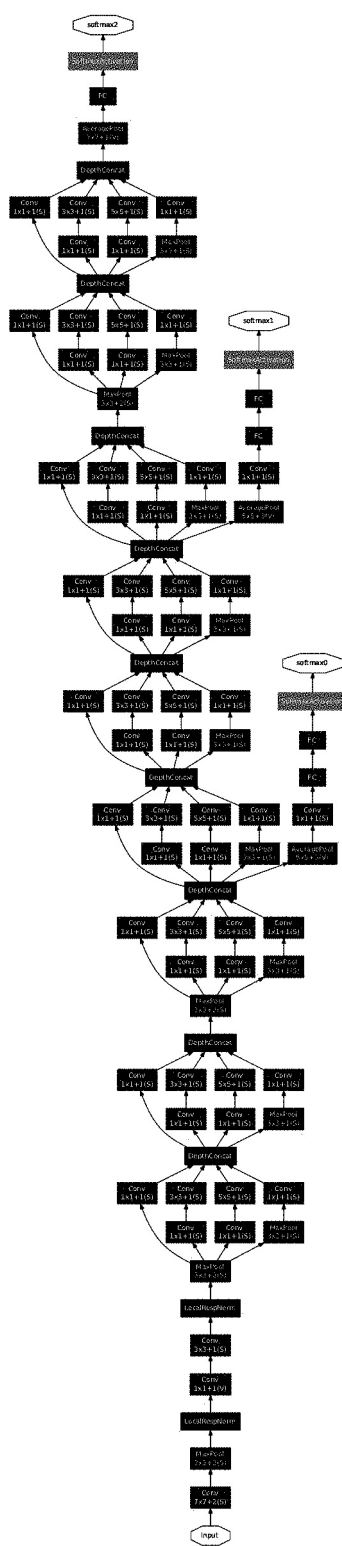 softmax2
SoftmaxActivation
FC
AveragePool
7x7+1(V)
DepthConcat
Conv Conv Conv Conv
1x1+1(S) 3x3+1(S) 5x5+1(S) 1x1+1(S)
Conv Conv MaxPool
1x1+1(S) 1x1+1(S) 3x3+1(S)
DepthConcat
Conv Conv Conv Conv
1x1+1(S) 3x3+1(S) 5x5+1(S) 1x1+1(S)
softmax1
Conv Conv MaxPool
1x1+1(S) 1x1+1(S) 3x3+1(S)
SoftmaxActivation
MaxPool
3x3+2(S)
FC
DepthConcat
FC
Conv Conv Conv Conv Conv
1x1+1(S) 3x3+1(S) 5x5+1(S) 1x1+1(S) 1x1+1(S)
Conv Conv MaxPool AveragePool
1x1+1(S) 1x1+1(S) 3x3+1(S) 5x5+3(V)
DepthConcat
Conv Conv Conv Conv
1x1+1(S) 3x3+1(S) 5x5+1(S) 1x1+1(S)
Conv Conv MaxPool
1x1+1(S) 1x1+1(S) 3x3+1(S)
DepthConcat
softmax0
Conv Conv Conv Conv
1x1+1(S) 3x3+1(S) 5x5+1(S) 1x1+1(S)
SoftmaxActivation
Conv Conv MaxPool
1x1+1(S) 1x1+1(S) 3x3+1(S)
FC
DepthConcat
FC
Conv Conv Conv Conv Conv
1x1+1(S) 3x3+1(S) 5x5+1(S) 1x1+1(S) 1x1+1(S)
Conv Conv MaxPool AveragePool
1x1+1(S) 1x1+1(S) 3x3+1(S) 5x5+3(V)
DepthConcat
Conv Conv Conv Conv
1x1+1(S) 3x3+1(S) 5x5+1(S) 1x1+1(S)
Conv Conv MaxPool
1x1+1(S) 1x1+1(S) 3x3+1(S)
MaxPool
3x3+2(S)
DepthConcat
Conv Conv Conv Conv
1x1+1(S) 3x3+1(S) 5x5+1(S) 1x1+1(S)
Conv Conv MaxPool
1x1+1(S) 1x1+1(S) 3x3+1(S)
DepthConcat
Conv Conv Conv Conv
1x1+1(S) 3x3+1(S) 5x5+1(S) 1x1+1(S)
Conv Conv MaxPool
1x1+1(S) 1x1+1(S) 3x3+1(S)
MaxPool
3x3+2(S)
LocalRespNorm
Conv
3x3+1(S)
Conv
1x1+1(V)
LocalRespNorm
MaxPool
3x3+2(S)
Conv
7x7+2(S)
input